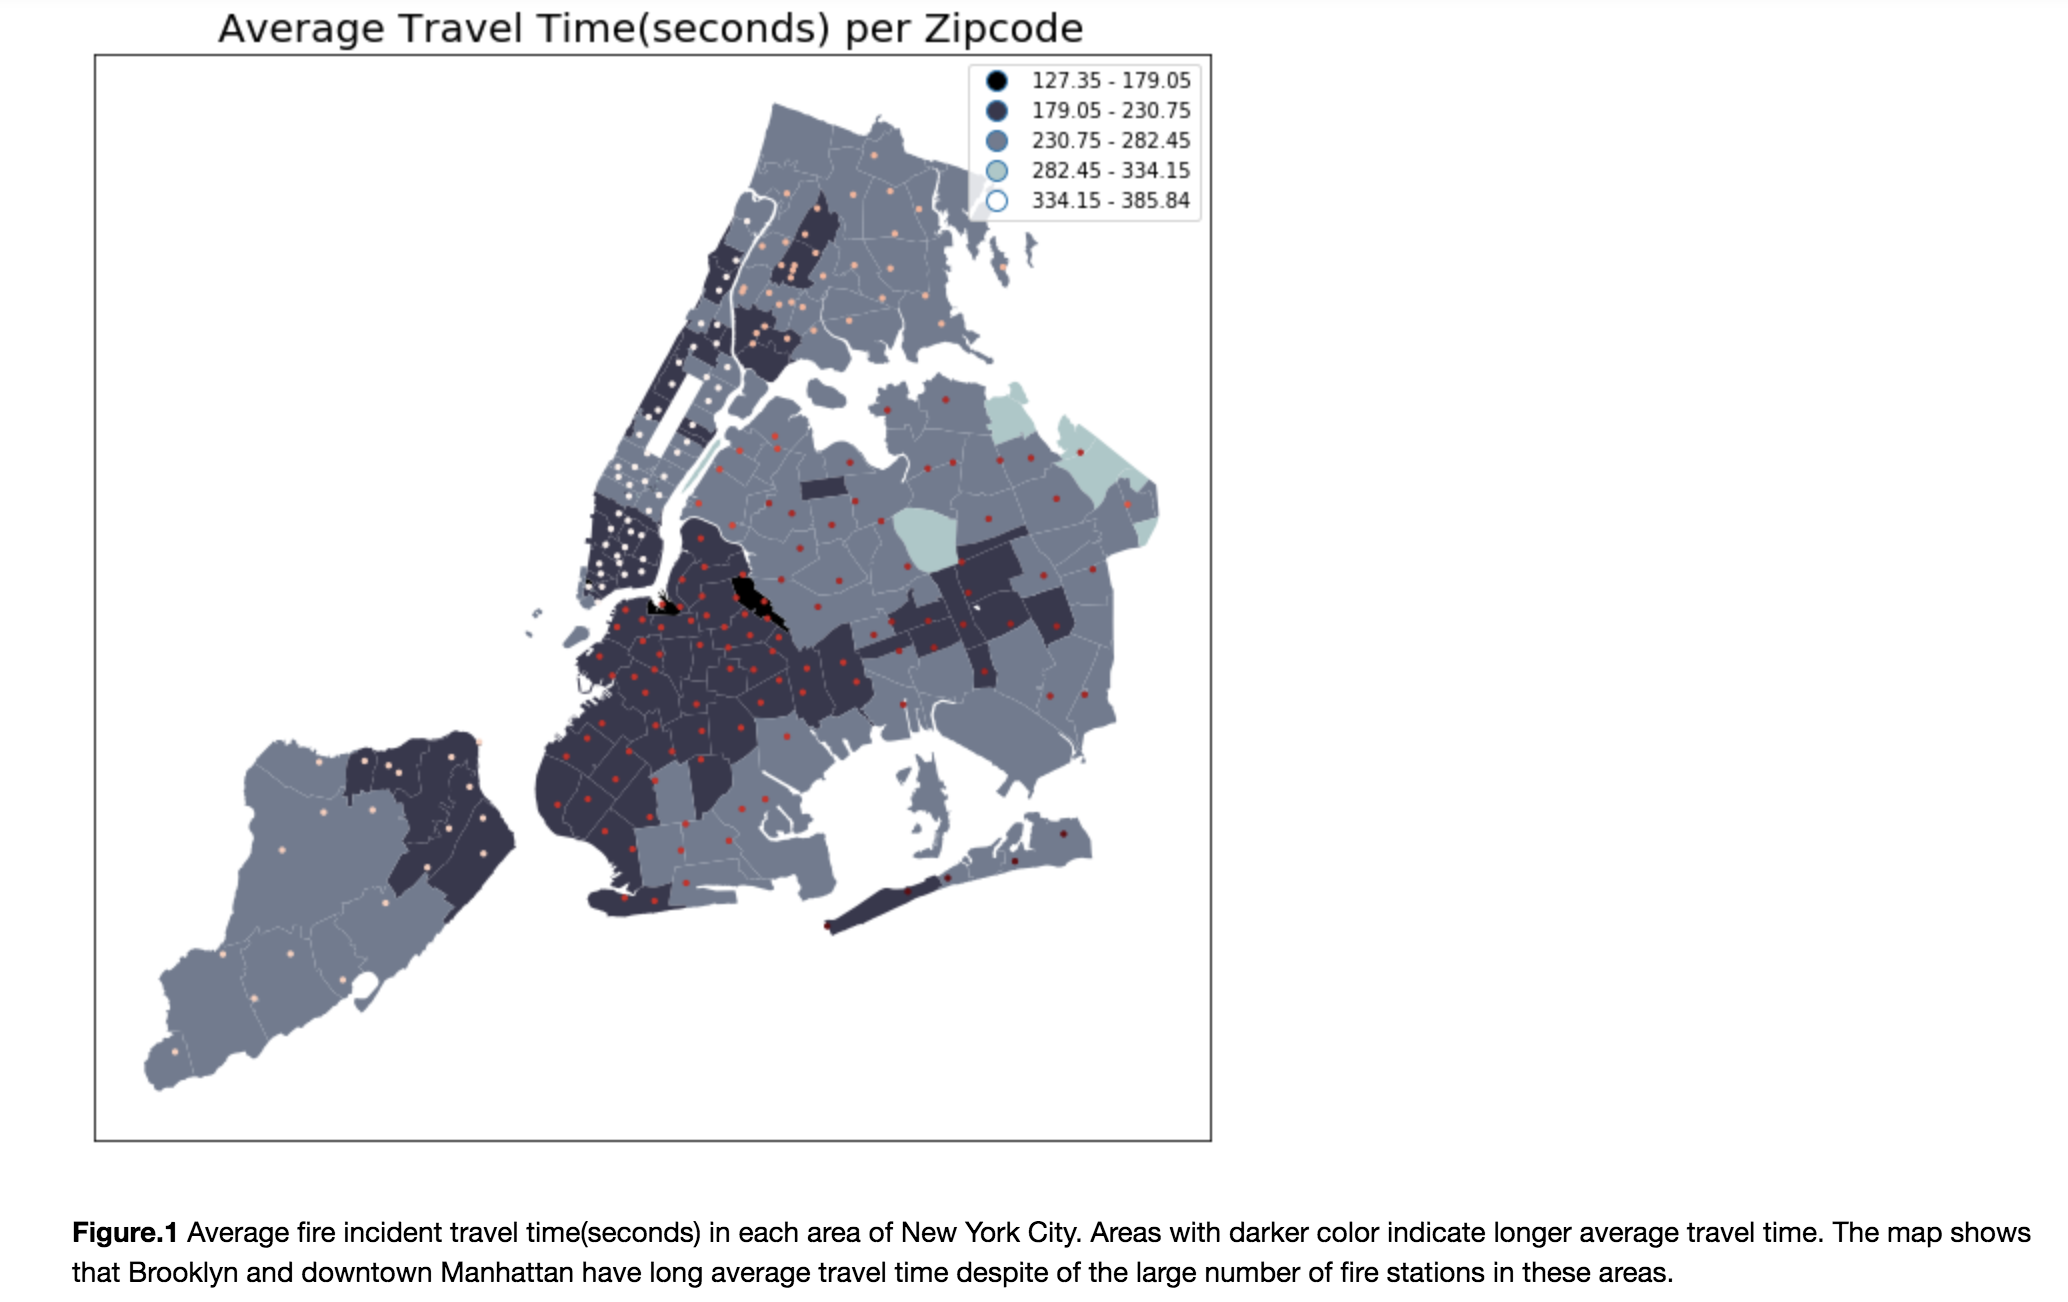 Average Travel Time(seconds) per Zipcode
127.35 - 179.05
179.05 - 230.75
230.75 - 282.45
282.45 - 334.15
334.15 - 385.84
Figure.1 Average fire incident travel time(seconds) in each area of New York City. Areas with darker color indicate longer average travel time. The map shows
that Brooklyn and downtown Manhattan have long average travel time despite of the large number of fire stations in these areas.